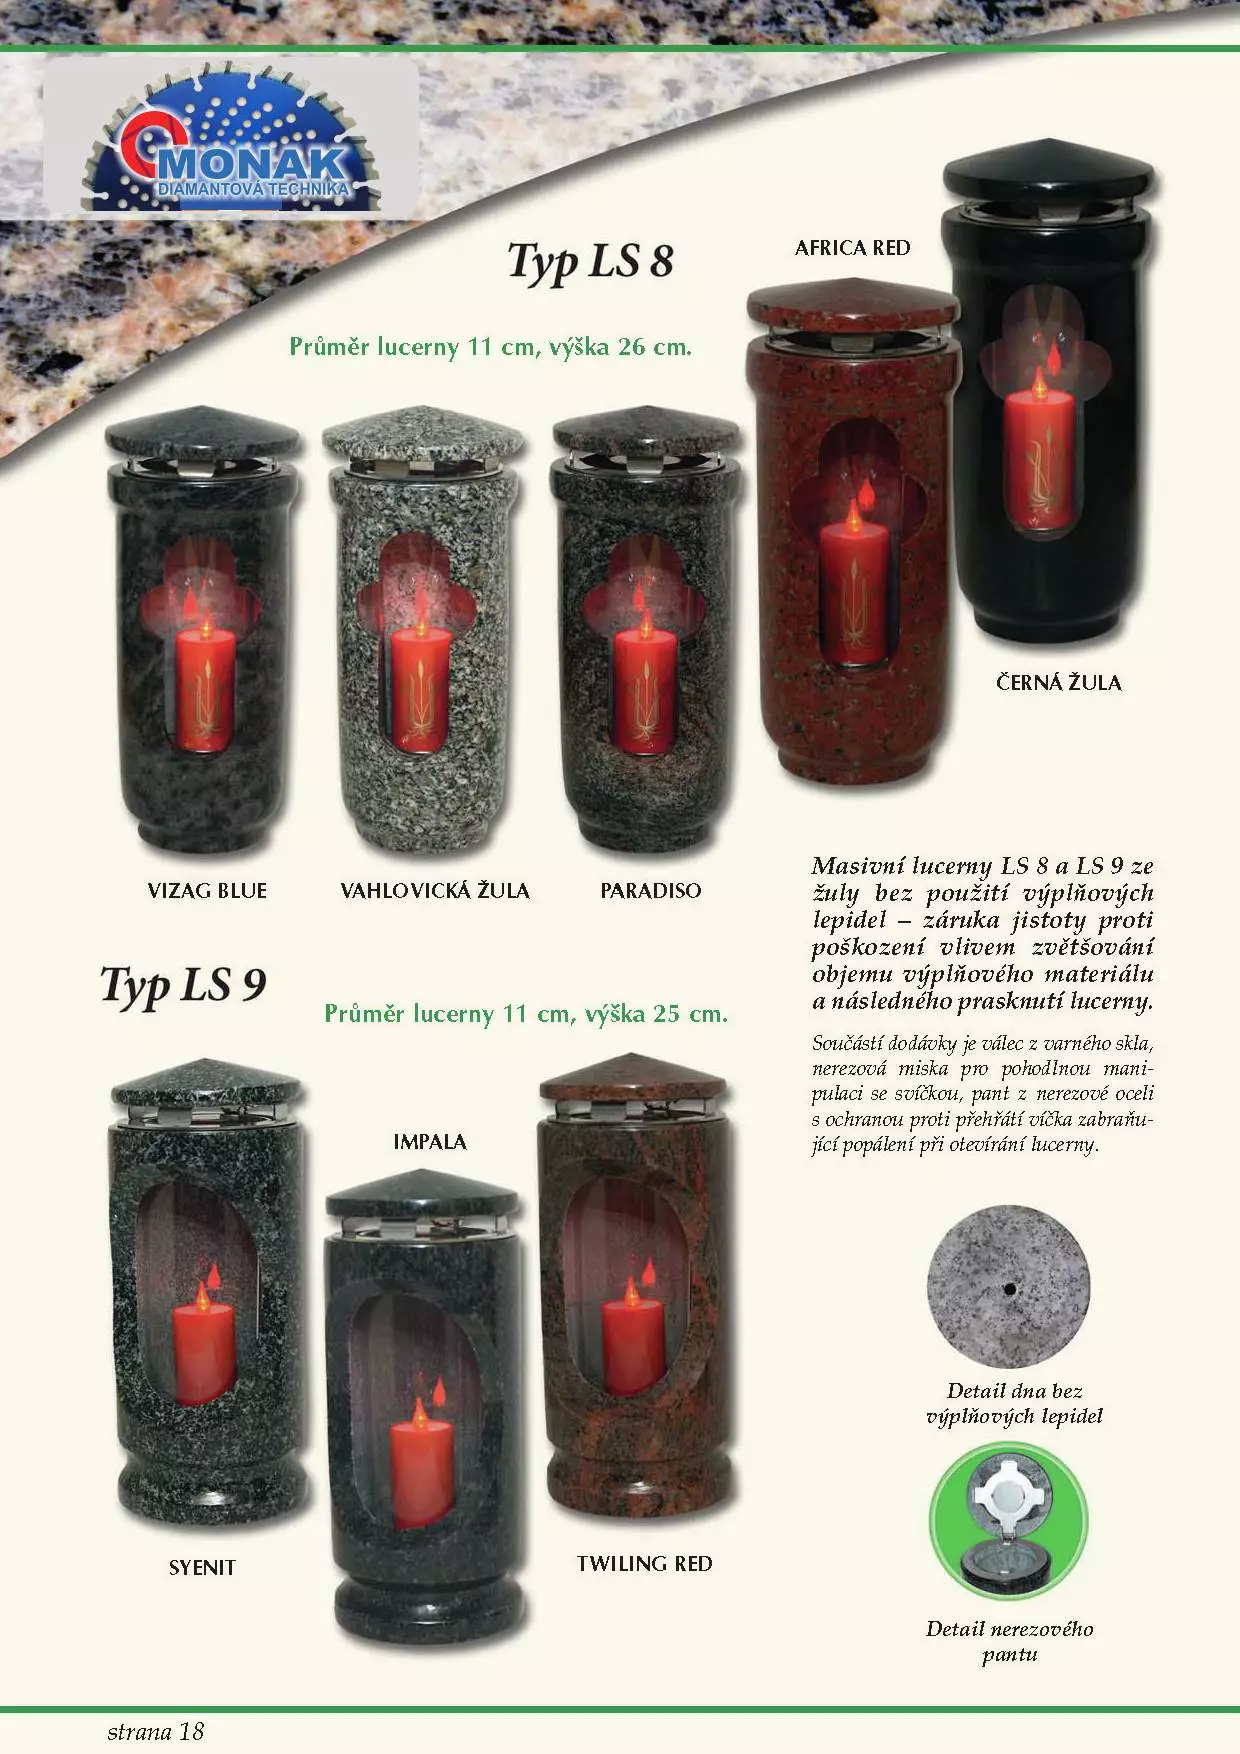 MONAK
DIAMANTOVÁ TECHNIKA
Typ LS 8
AFRICA RED
Průměr lucerny 11 cm, výška 26 cm.
ČERNÁ ŽULA
VIZAG BLUE
VAHLOVICKÁ ŽULA
PARADISO
Masivní lucerny LS 8 a LS 9 ze
žuly bez použití výplňových
lepidel – záruka jistoty proti
poškození vlivem zvětšování
objemu výplňového materiálu
a následného prasknutí lucerny.
Součástí dodávky je válec z varného skla,
nerezová miska pro pohodlnou mani-
pulaci se svíčkou, pant z nerezové oceli
s ochranou proti přehřátí víčka zabraňu-
jící popálení při otevírání lucerny.
Typ LS 9
Průměr lucerny 11 cm, výška 25 cm.
IMPALA
SYENIT
TWILING RED
Detail dna bez
výplňových lepidel
Detail nerezového
pantu
strana 18